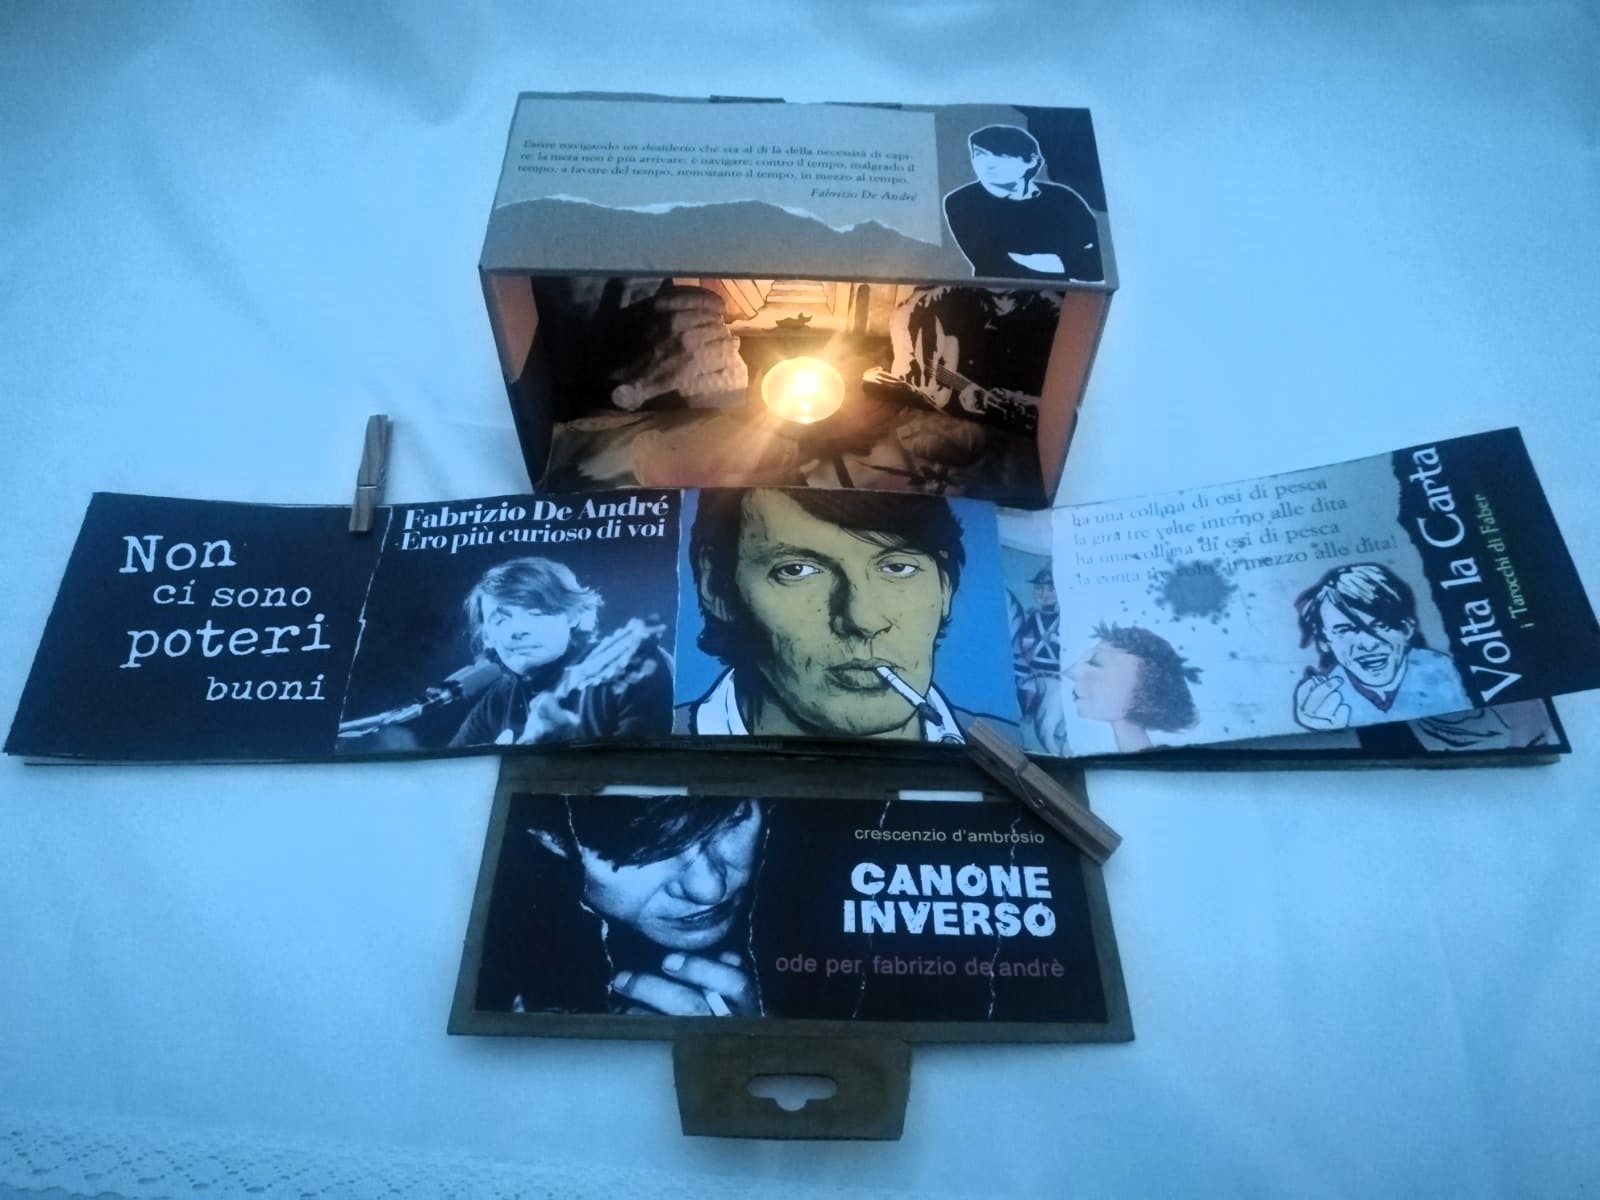 Esiste navigando un desiderio che sta al di là della necessità di capi-
re: la meta non è più arrivare: è navigare; contro il tempo, malgrado il
tempo, a favore del tempo, nonostante il tempo, in mezzo al tempo.
Fabrizio De André
Non
ci sono
poteri
buoni
Fabrizio De André
Ero più curioso di voi
ha una collina di osi di pesca
la gira tre volte intorno alle dita
ha una collina di osi di pesca
la conta tre volte in mezzo allo dita!
Volta la Carta
i Tarocchi di Faber
crescenzio d'ambrosio
CANONE
INVERSO
ode per fabrizio de andrè